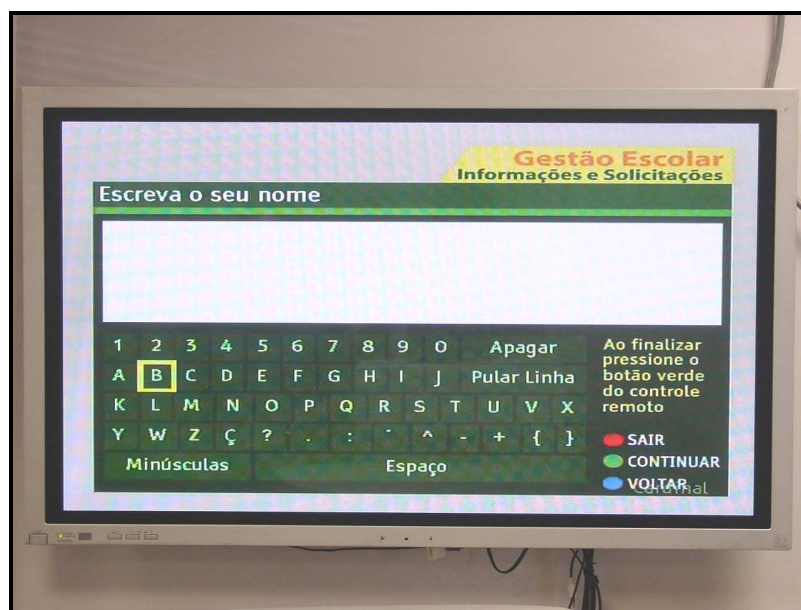 Gestão Escolar
Informações e Solicitações
Escreva o seu nome
1 2 3 4 5 6 7 8 9 0 Apagar
A B C D E F G H I J Pular Linha
K L M N O P Q R S T U V X
Y W Z Ç ? . : ´ ^ - + { }
Minúsculas Espaço
Ao finalizar
pressione o
botão verde
do controle
remoto
SAIR
CONTINUAR
VOLTAR
Cardinal